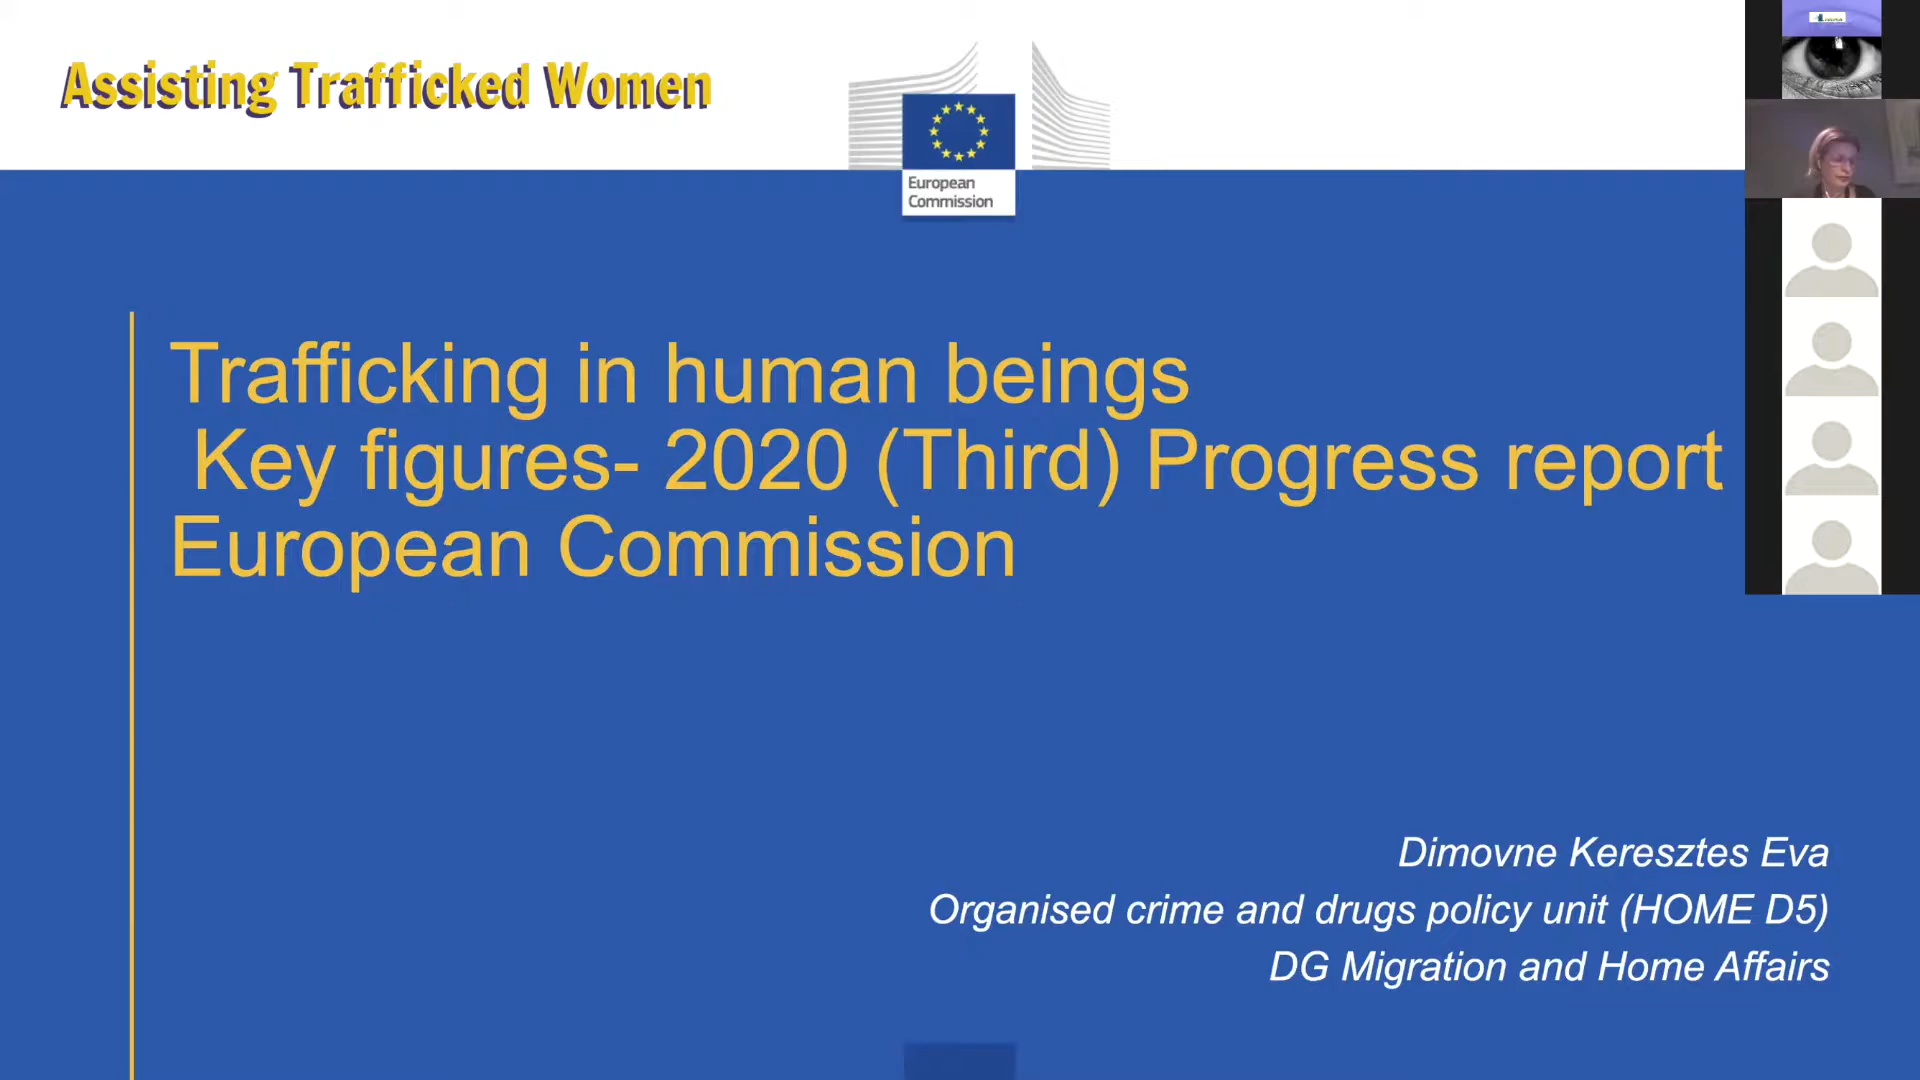 Assisting Trafficked Women
European
Commission
Trafficking in human beings
Key figures- 2020 (Third) Progress report
European Commission
Dimovne Keresztes Eva
Organised crime and drugs policy unit (HOME D5)
DG Migration and Home Affairs